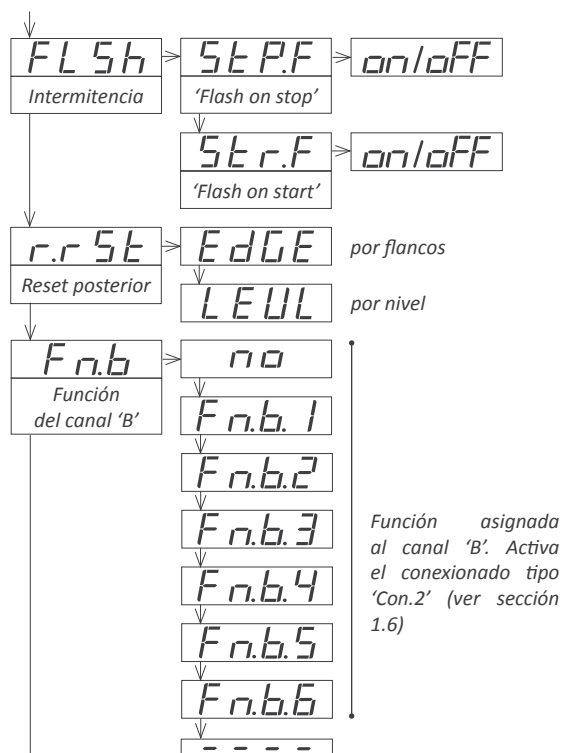 FLSh StP.F on/oFF
Intermitencia ‘Flash on stop’
Str.F on/oFF
‘Flash on start’
r.rSt EdGE por flancos
Reset posterior
LEVL por nivel
Fn.b no
Función
del canal ‘B’
Fn.b.1
Fn.b.2
Fn.b.3
Fn.b.4
Fn.b.5
Fn.b.6
Función asignada
al canal ‘B’. Activa
el conexionado tipo
‘Con.2’ (ver sección
1.6)
----